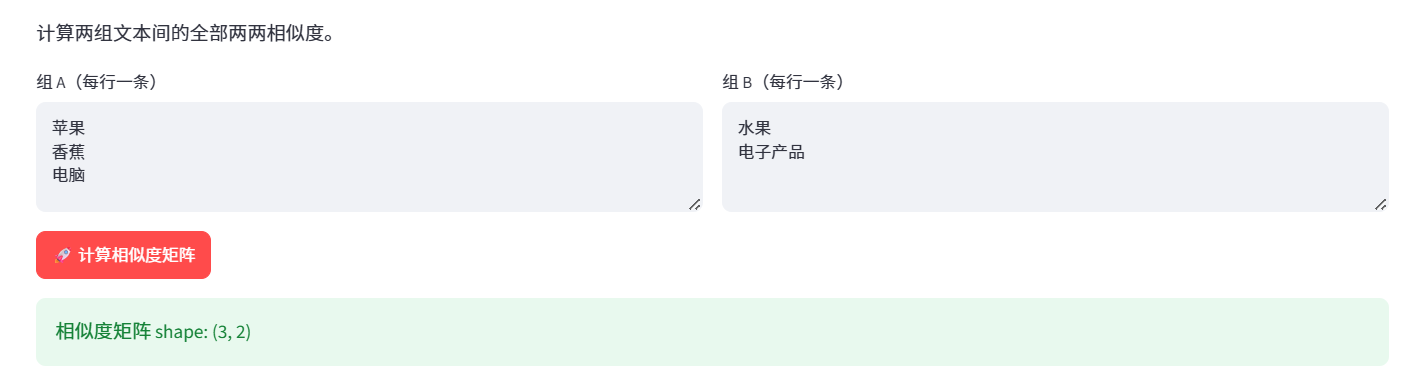 计算两组文本间的全部两两相似度。
组 A（每行一条）
苹果
香蕉
电脑
组 B（每行一条）
水果
电子产品
🚀 计算相似度矩阵
相似度矩阵 shape: (3, 2)